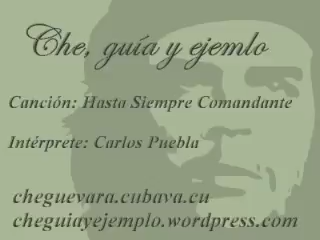 Che, guía y ejemlo
Canción: Hasta Siempre Comandante
Intérprete: Carlos Puebla
cheguevara.cubava.cu
cheguiayejemplo.wordpress.com